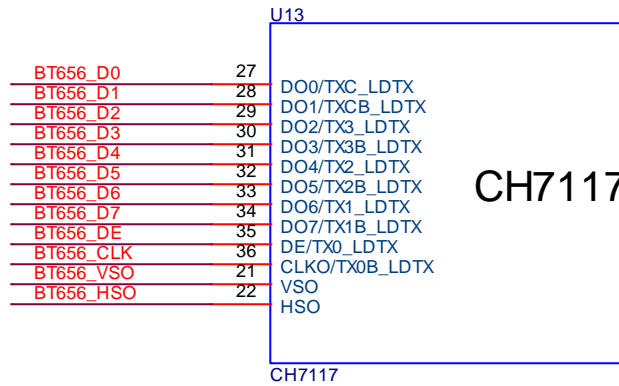 U13
BT656_D0 27 DO0/TXC_LDTX
BT656_D1 28 DO1/TXCB_LDTX
BT656_D2 29 DO2/TX3_LDTX
BT656_D3 30 DO3/TX3B_LDTX
BT656_D4 31 DO4/TX2_LDTX
BT656_D5 32 DO5/TX2B_LDTX
BT656_D6 33 DO6/TX1_LDTX
BT656_D7 34 DO7/TX1B_LDTX
BT656_DE 35 DE/TX0_LDTX
BT656_CLK 36 CLKO/TX0B_LDTX
BT656_VSO 21 VSO
BT656_HSO 22 HSO
CH7117
CH7117